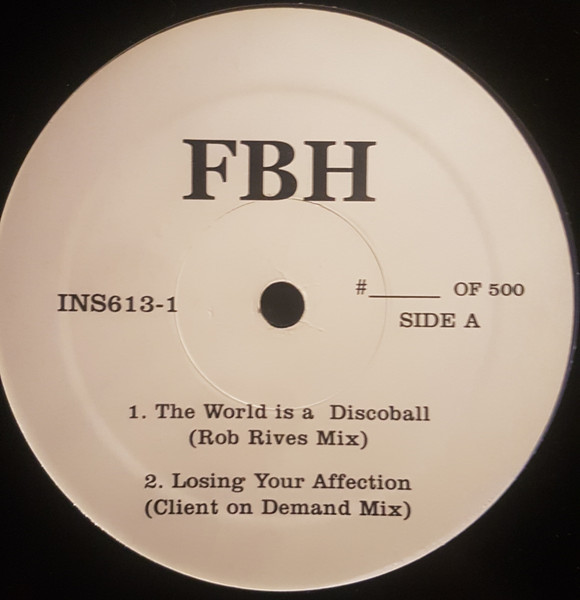 FBH
INS613-1
#______ OF 500
SIDE A
1. The World is a Discoball
(Rob Rives Mix)
2. Losing Your Affection
(Client on Demand Mix)